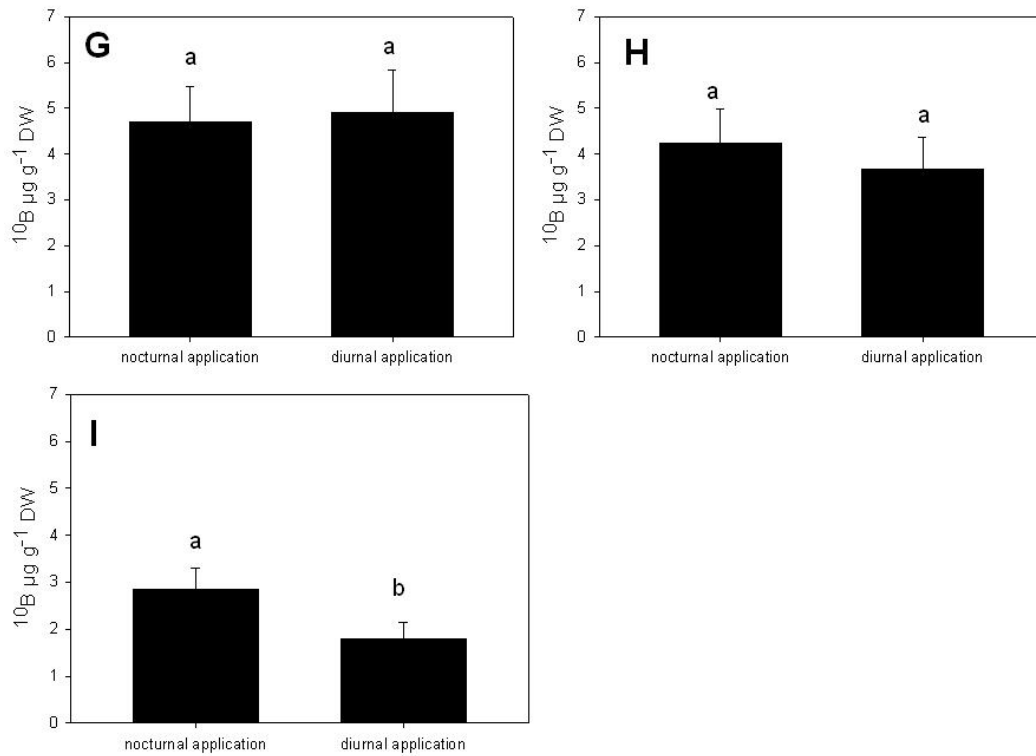 G
7
6
5
4
3
2
1
0
¹⁰B µg g⁻¹ DW
a
a
nocturnal application
diurnal application
H
7
6
5
4
3
2
1
0
¹⁰B µg g⁻¹ DW
a
a
nocturnal application
diurnal application
I
7
6
5
4
3
2
1
0
¹⁰B µg g⁻¹ DW
a
b
nocturnal application
diurnal application